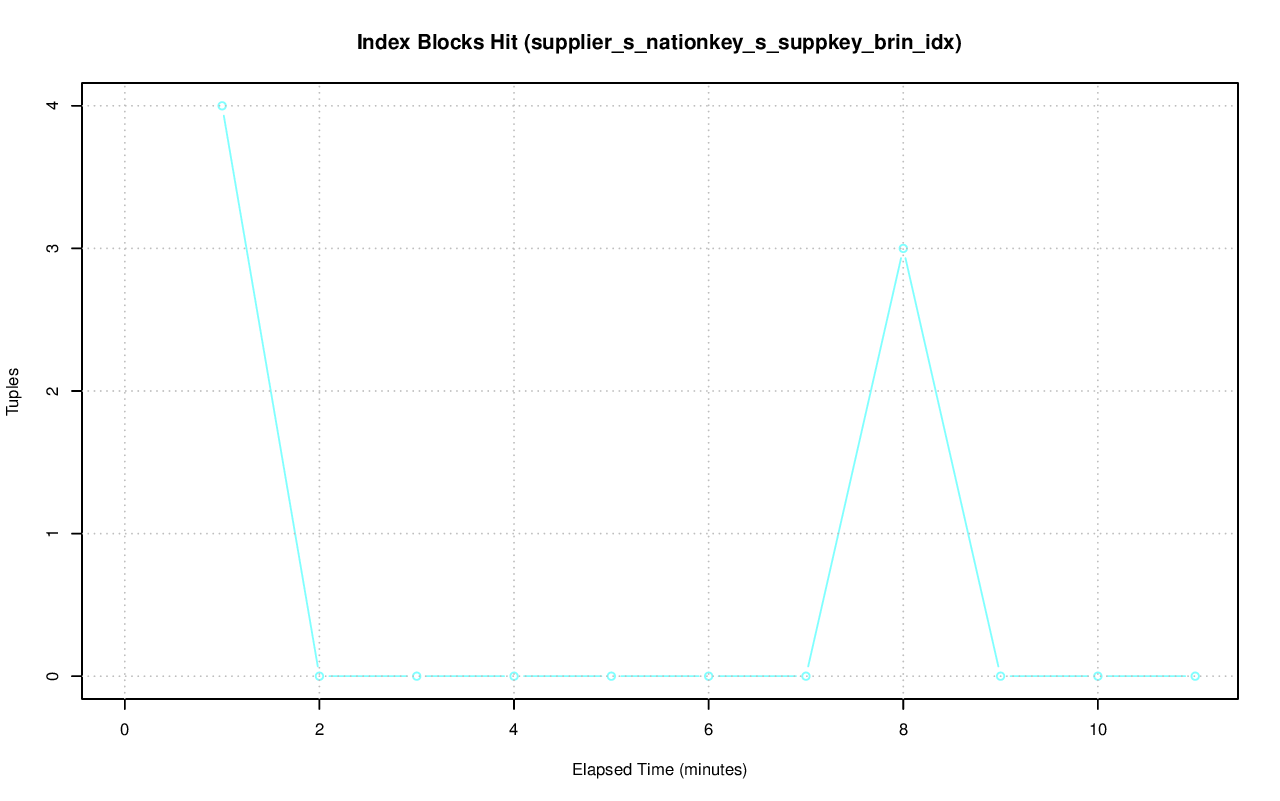 Index Blocks Hit (supplier_s_nationkey_s_suppkey_brin_idx)
Tuples
4
3
2
1
0
0 2 4 6 8 10
Elapsed Time (minutes)